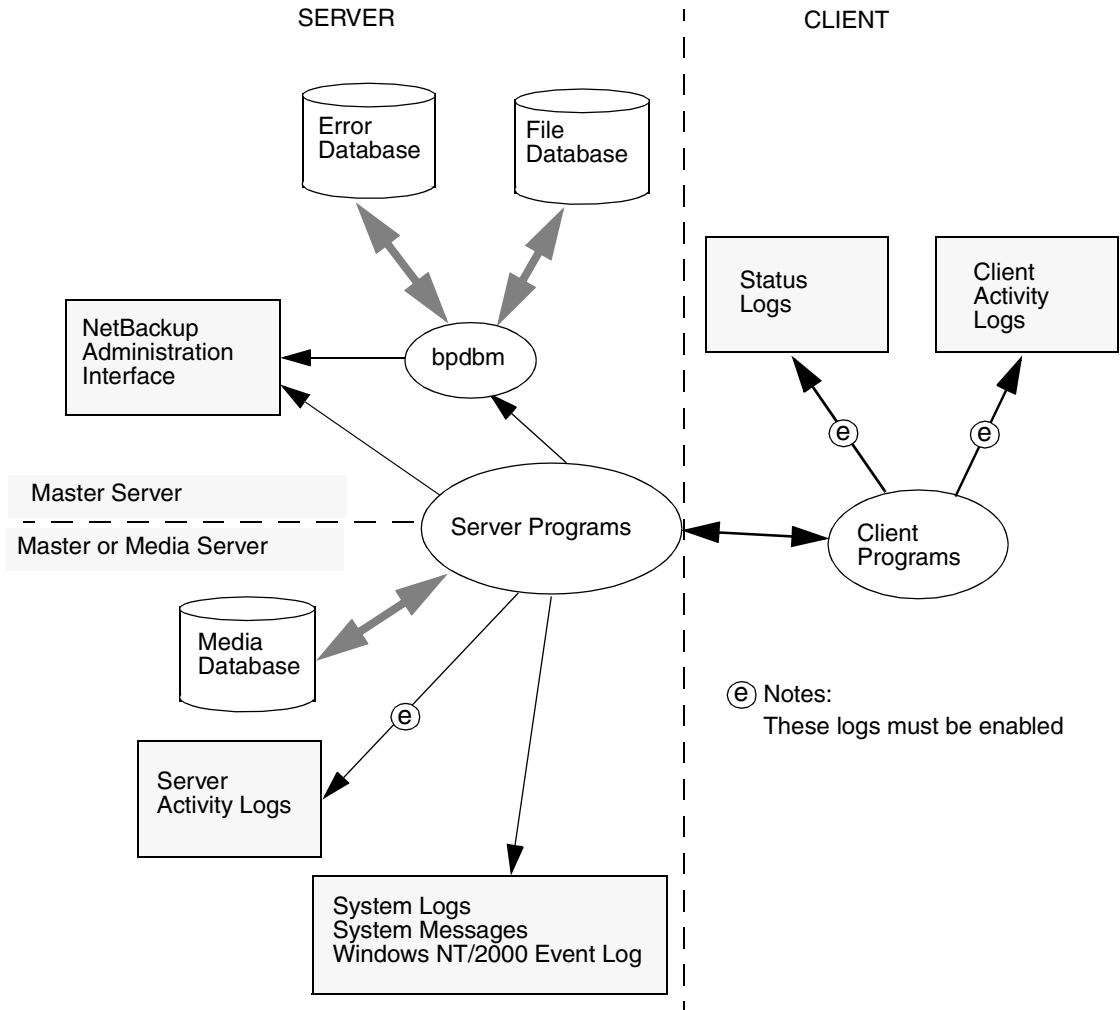 SERVER
CLIENT
Error
Database
File
Database
Status
Logs
Client
Activity
Logs
NetBackup
Administration
Interface
bpdbm
e
e
Master Server
Master or Media Server
Server Programs
Client
Programs
Media
Database
e
e Notes:
These logs must be enabled
Server
Activity Logs
System Logs
System Messages
Windows NT/2000 Event Log